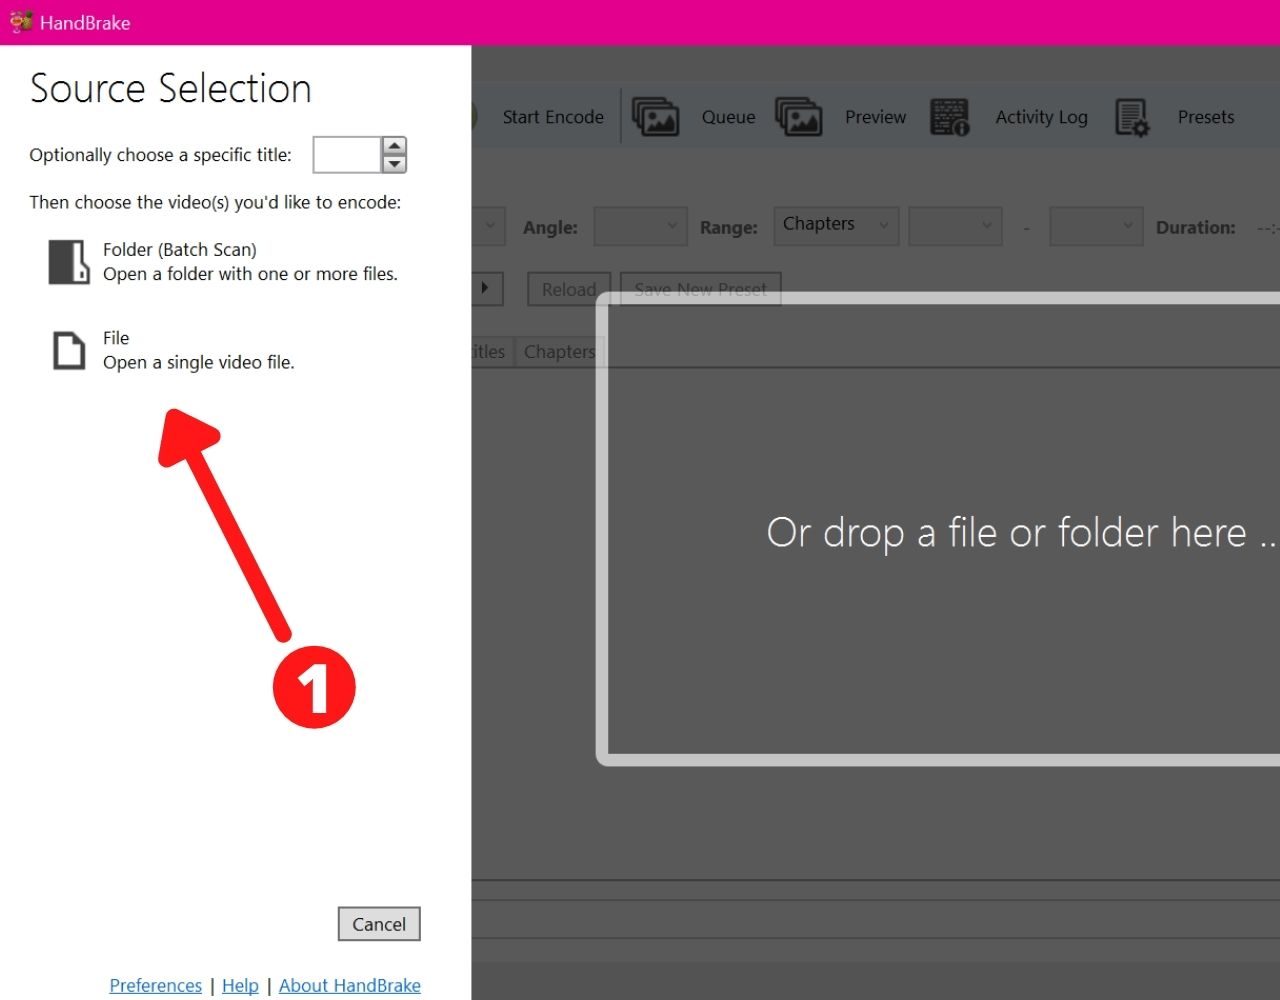 HandBrake
Source Selection
Optionally choose a specific title:
Then choose the video(s) you'd like to encode:
Folder (Batch Scan)
Open a folder with one or more files.
File
Open a single video file.
1
Cancel
Preferences | Help | About HandBrake
Start Encode Queue Preview Activity Log Presets
Angle: Range: Chapters - Duration: --:-
Reload Save New Preset
itles Chapters
Or drop a file or folder here ..